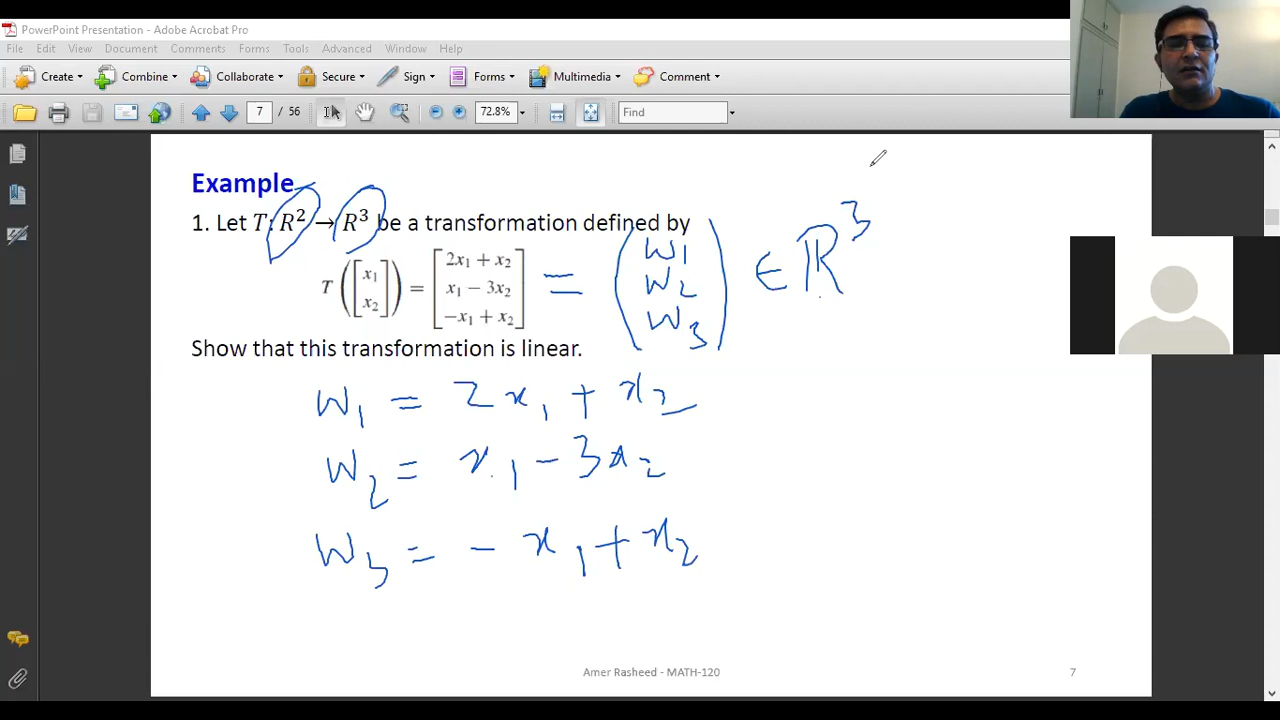 PowerPoint Presentation - Adobe Acrobat Pro
File Edit View Document Comments Forms Tools Advanced Window Help
Create Combine Collaborate Secure Sign Forms Multimedia Comment
7 / 56 72.8% Find
Example
1. Let T: R² → R³ be a transformation defined by
T([x₁ x₂]) = [2x₁ + x₂
x₁ − 3x₂
−x₁ + x₂] = (w₁ w₂ w₃) ∈ ℝ³
Show that this transformation is linear.
w₁ = 2x₁ + x₂
w₂ = x₁ − 3x₂
w₃ = − x₁ + x₂
Amer Rasheed - MATH-120 7